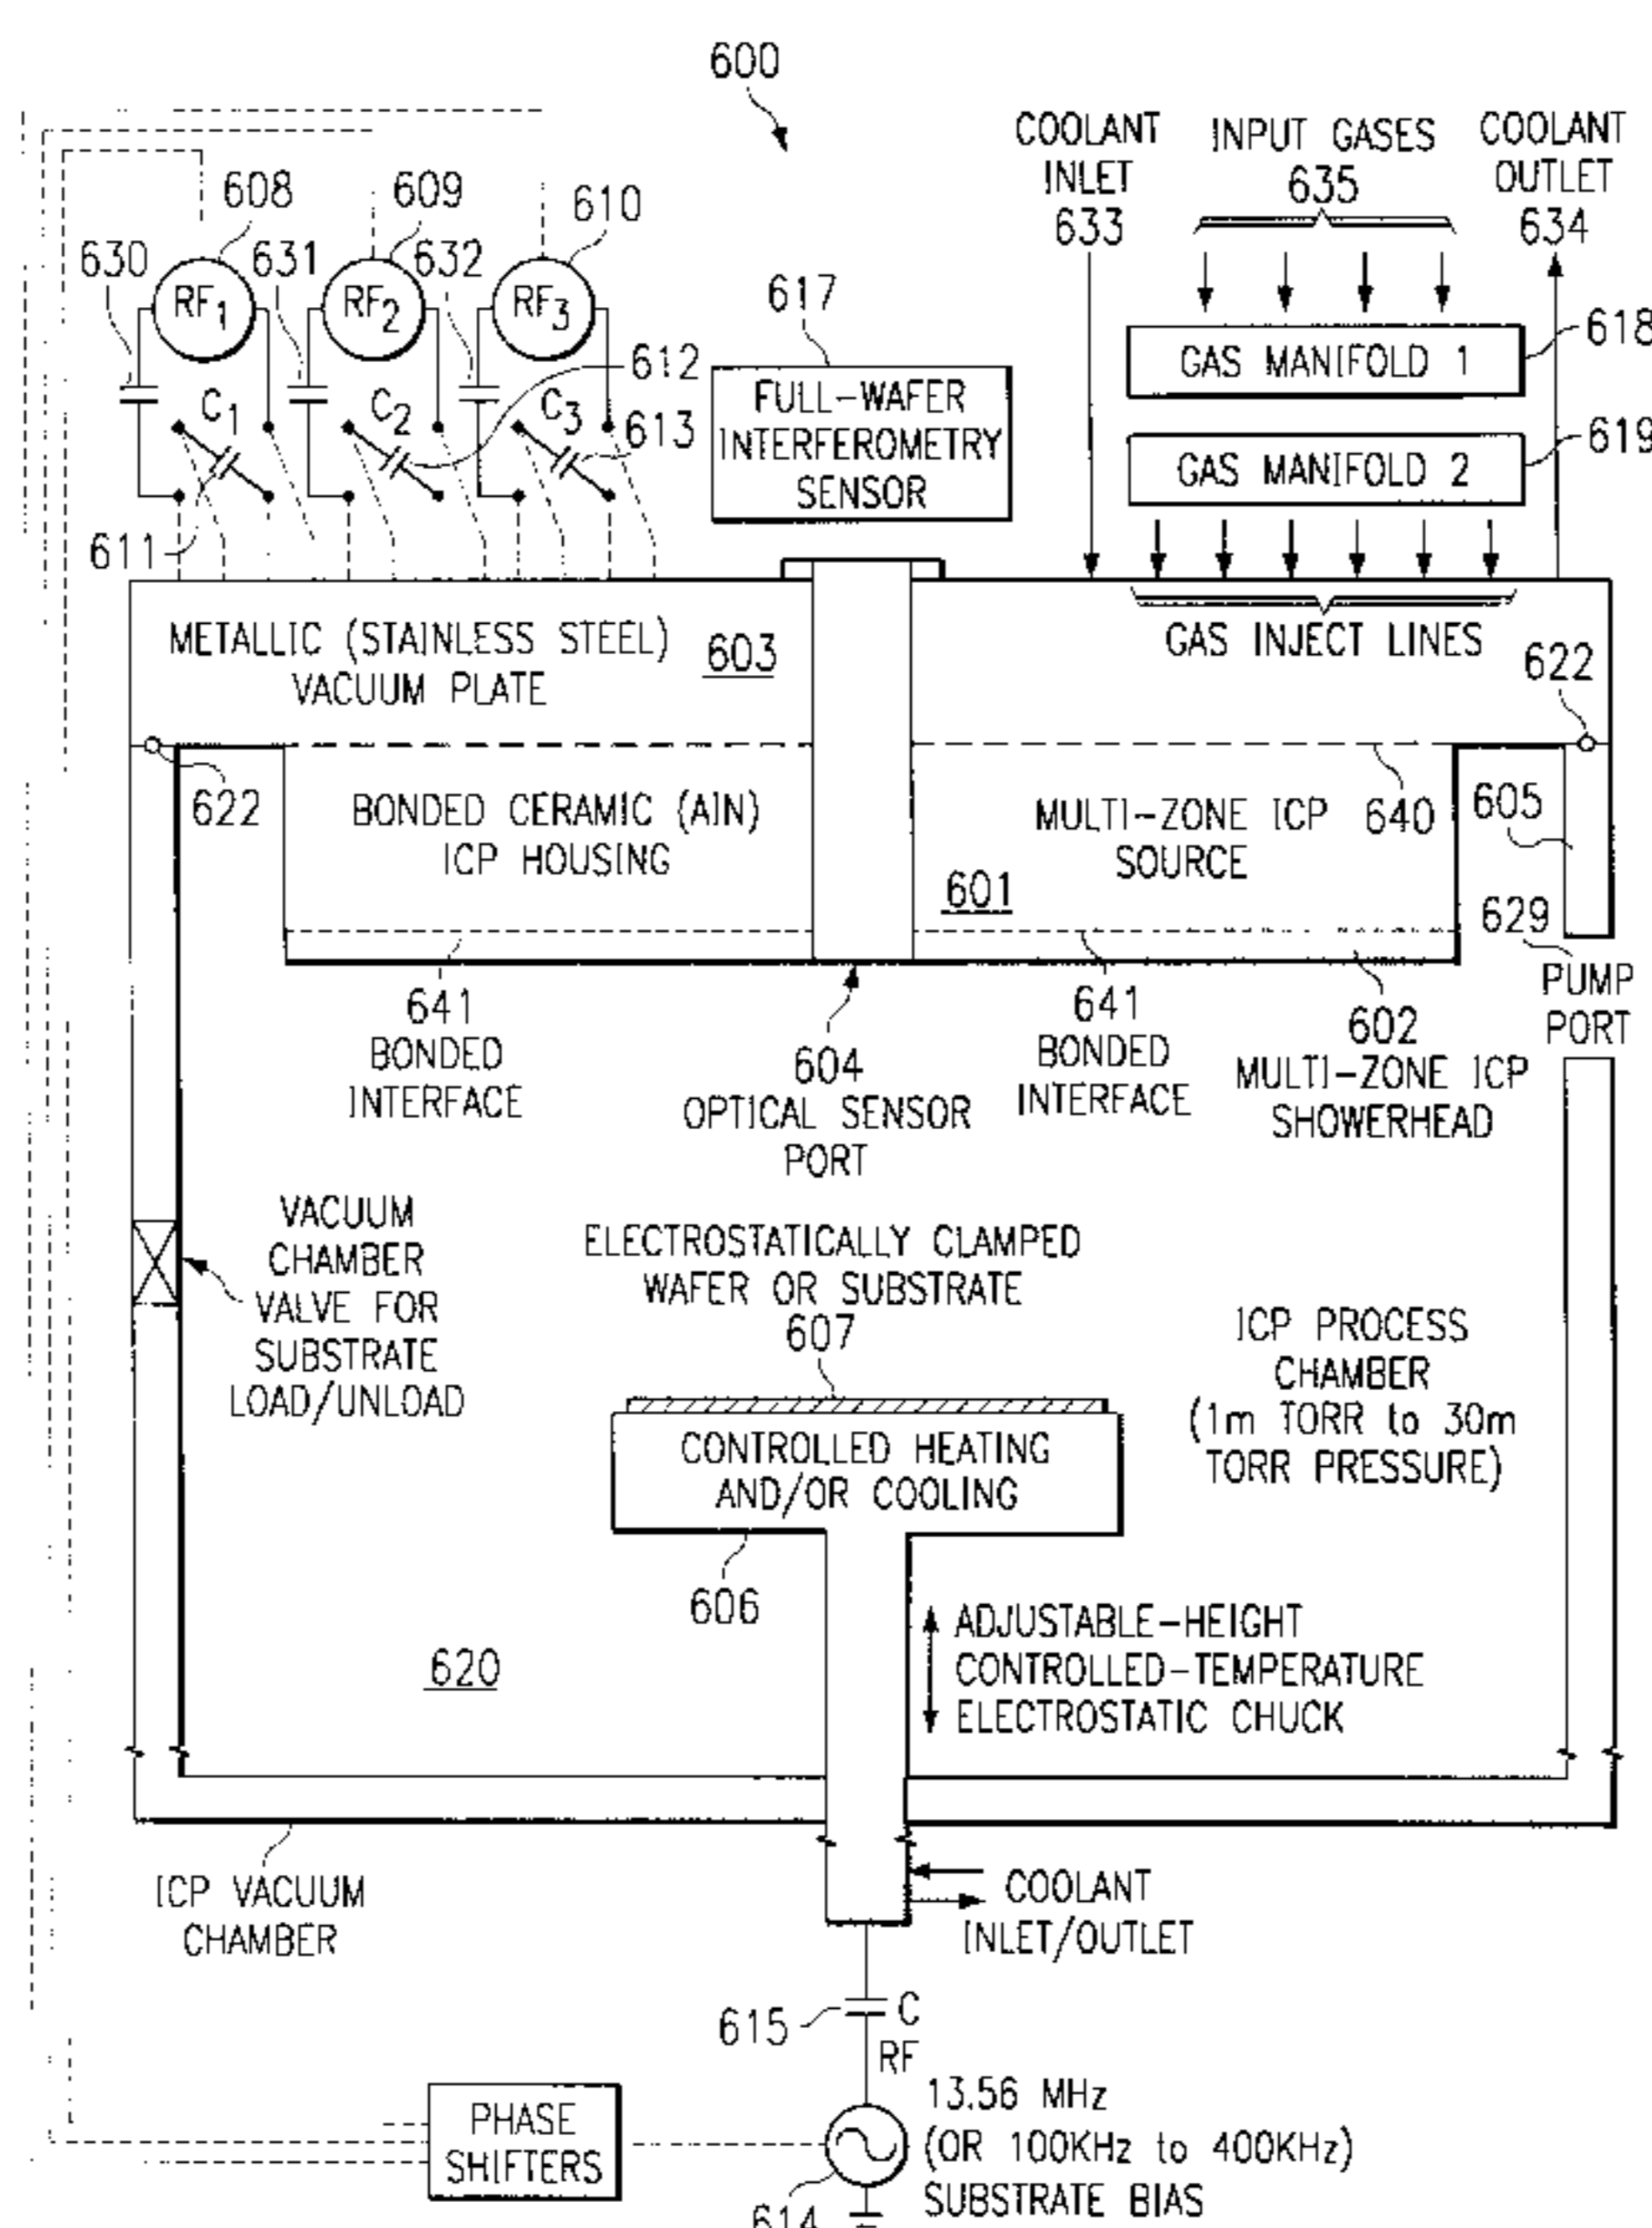 600
COOLANT
INLET
633
INPUT GASES
635
COOLANT
OUTLET
634
608
609
610
630
631
632
RF1
RF2
RF3
617
612
613
C1
C2
C3
611
FULL-WAFER
INTERFEROMETRY
SENSOR
GAS MANIFOLD 1
618
GAS MANIFOLD 2
619
METALLIC (STAINLESS STEEL)
VACUUM PLATE
603
GAS INJECT LINES
622
622
BONDED CERAMIC (AIN)
ICP HOUSING
MULTI-ZONE ICP
SOURCE
640
605
601
629
PUMP
PORT
641
BONDED
INTERFACE
604
OPTICAL SENSOR
PORT
641
BONDED
INTERFACE
602
MULTI-ZONE ICP
SHOWERHEAD
VACUUM
CHAMBER
VALVE FOR
SUBSTRATE
LOAD/UNLOAD
ELECTROSTATICALLY CLAMPED
WAFER OR SUBSTRATE
607
ICP PROCESS
CHAMBER
(1m TORR to 30m
TORR PRESSURE)
CONTROLLED HEATING
AND/OR COOLING
606
620
ADJUSTABLE-HEIGHT
CONTROLLED-TEMPERATURE
ELECTROSTATIC CHUCK
ICP VACUUM
CHAMBER
COOLANT
INLET/OUTLET
615
C
RF
PHASE
SHIFTERS
13.56 MHz
(OR 100KHz to 400KHz)
SUBSTRATE BIAS
614